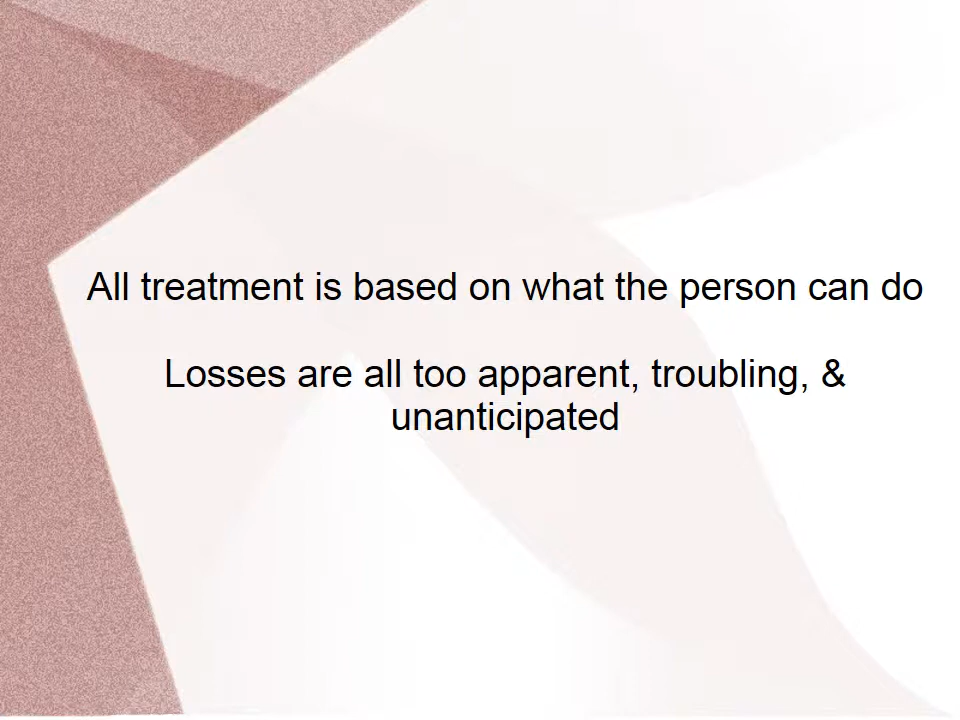 All treatment is based on what the person can do
Losses are all too apparent, troubling, &
unanticipated